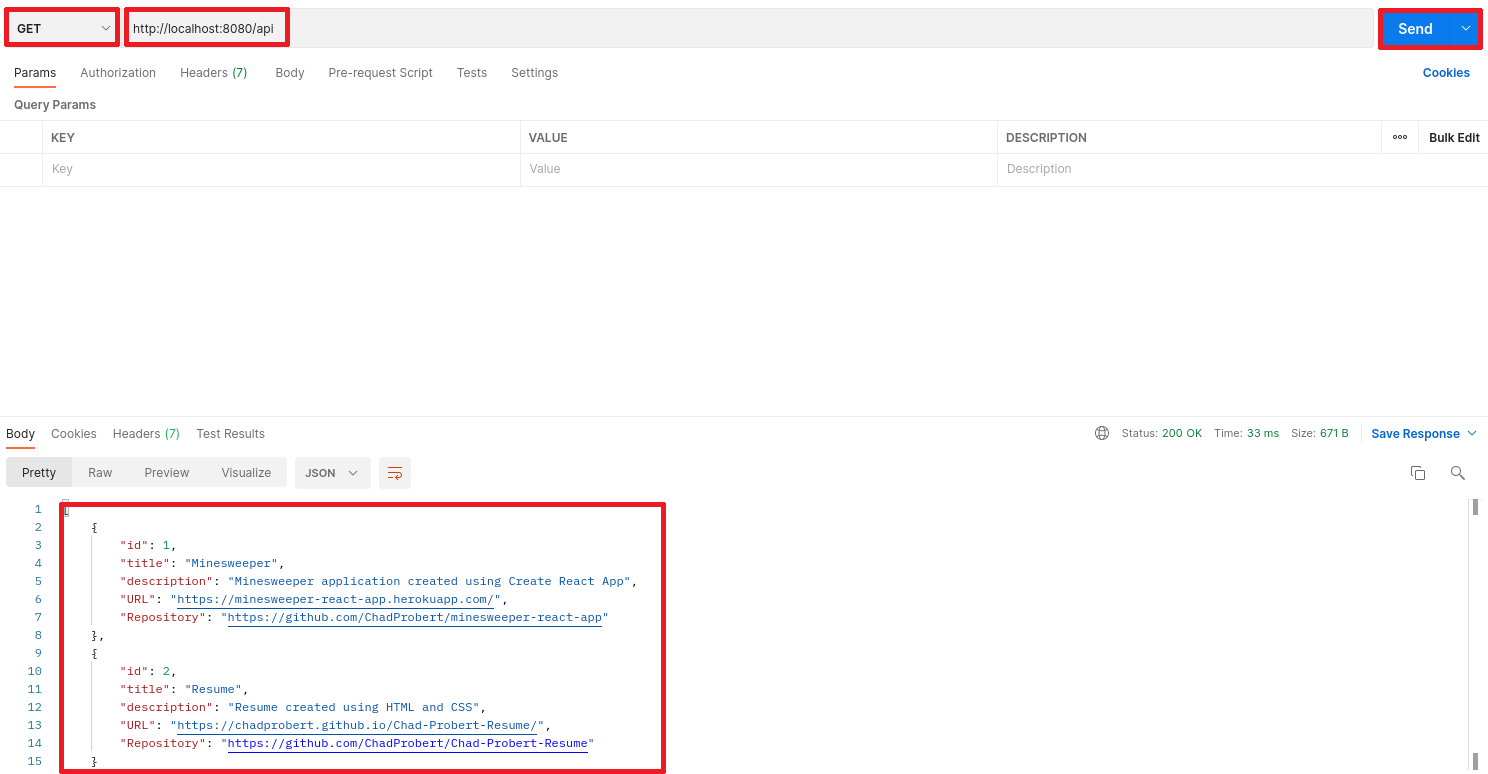 GET http://localhost:8080/api Send
Params Authorization Headers (7) Body Pre-request Script Tests Settings Cookies
Query Params
KEY VALUE DESCRIPTION ooo Bulk Edit
Key Value Description
Body Cookies Headers (7) Test Results Status: 200 OK Time: 33 ms Size: 671 B Save Response
Pretty Raw Preview Visualize JSON
1 [
2 {
3 "id": 1,
4 "title": "Minesweeper",
5 "description": "Minesweeper application created using Create React App",
6 "URL": "https://minesweeper-react-app.herokuapp.com/",
7 "Repository": "https://github.com/ChadProbert/minesweeper-react-app"
8 },
9 {
10 "id": 2,
11 "title": "Resume",
12 "description": "Resume created using HTML and CSS",
13 "URL": "https://chadprobert.github.io/Chad-Probert-Resume/",
14 "Repository": "https://github.com/ChadProbert/Chad-Probert-Resume"
15 }